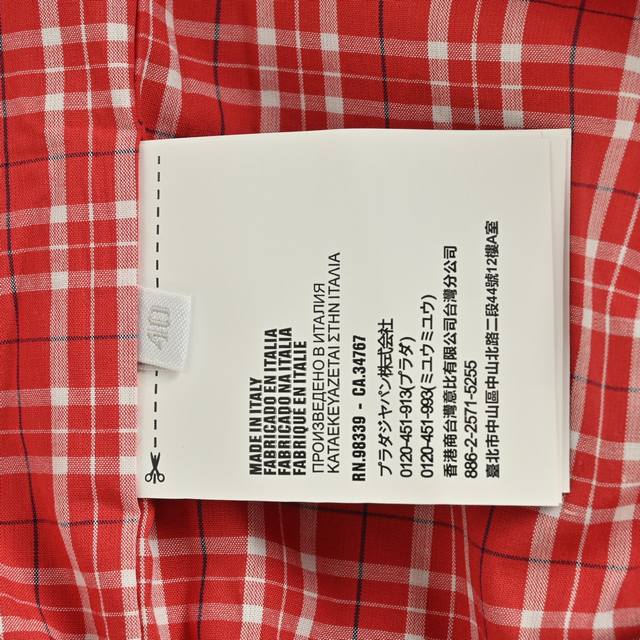 40
MADE IN ITALY
FABRICADO EN ITALIA
FABRICADO NA ITALIA
FABRIQUE EN ITALIE
ПРОИЗВЕДЕНО В ИТАЛИЯ
ΚΑΤΑΕΚΕΥΑΖΕΤΑΙ ΣΤΗΝ ΙΤΑΛΙΑ
RN.98339 - CA.34767
プラダジャパン株式会社
0120-451-913(プラダ)
0120-451-993(ミュウミュウ)
香港商台灣意比有限公司台灣分公司
886-2-2571-5255
臺北市中山區中山北路二段44號12樓A室